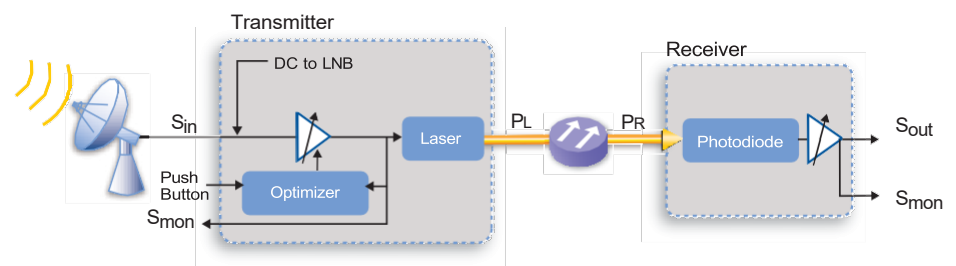 Transmitter
DC to LNB
Sin
Laser
PL
PR
Receiver
Photodiode
Sout
Smon
Push
Button
Optimizer
Smon